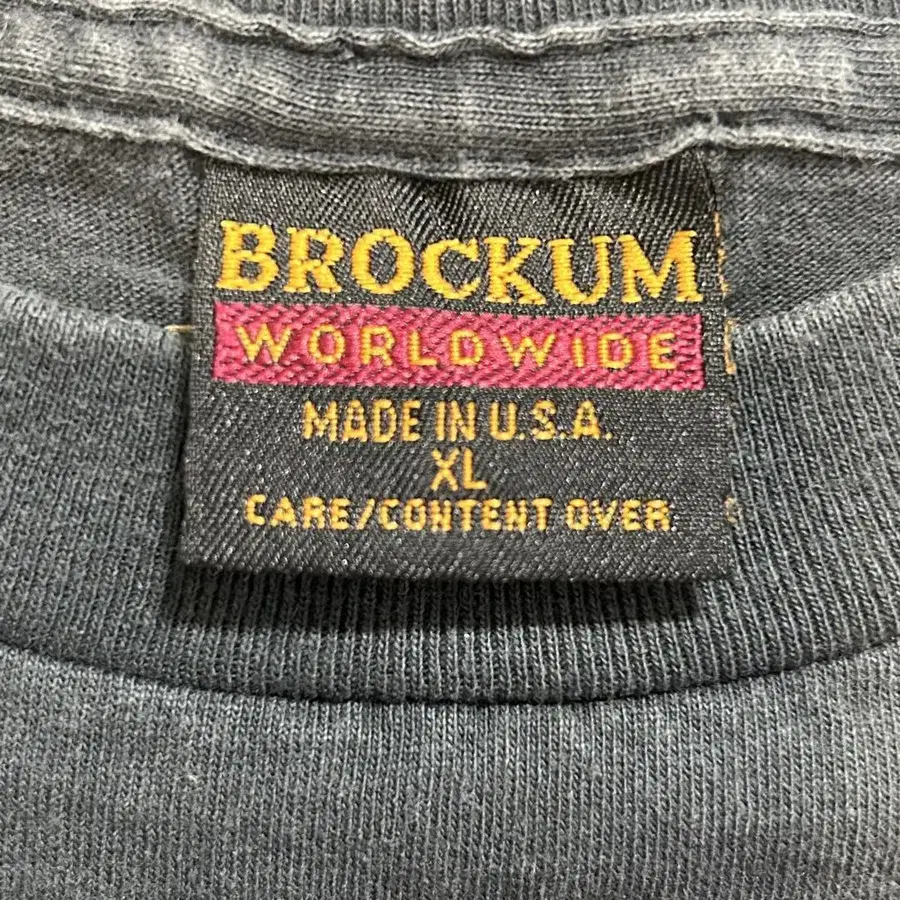 BROCKUM
WORLDWIDE
MADE IN U.S.A.
XL
CARE/CONTENT OVER